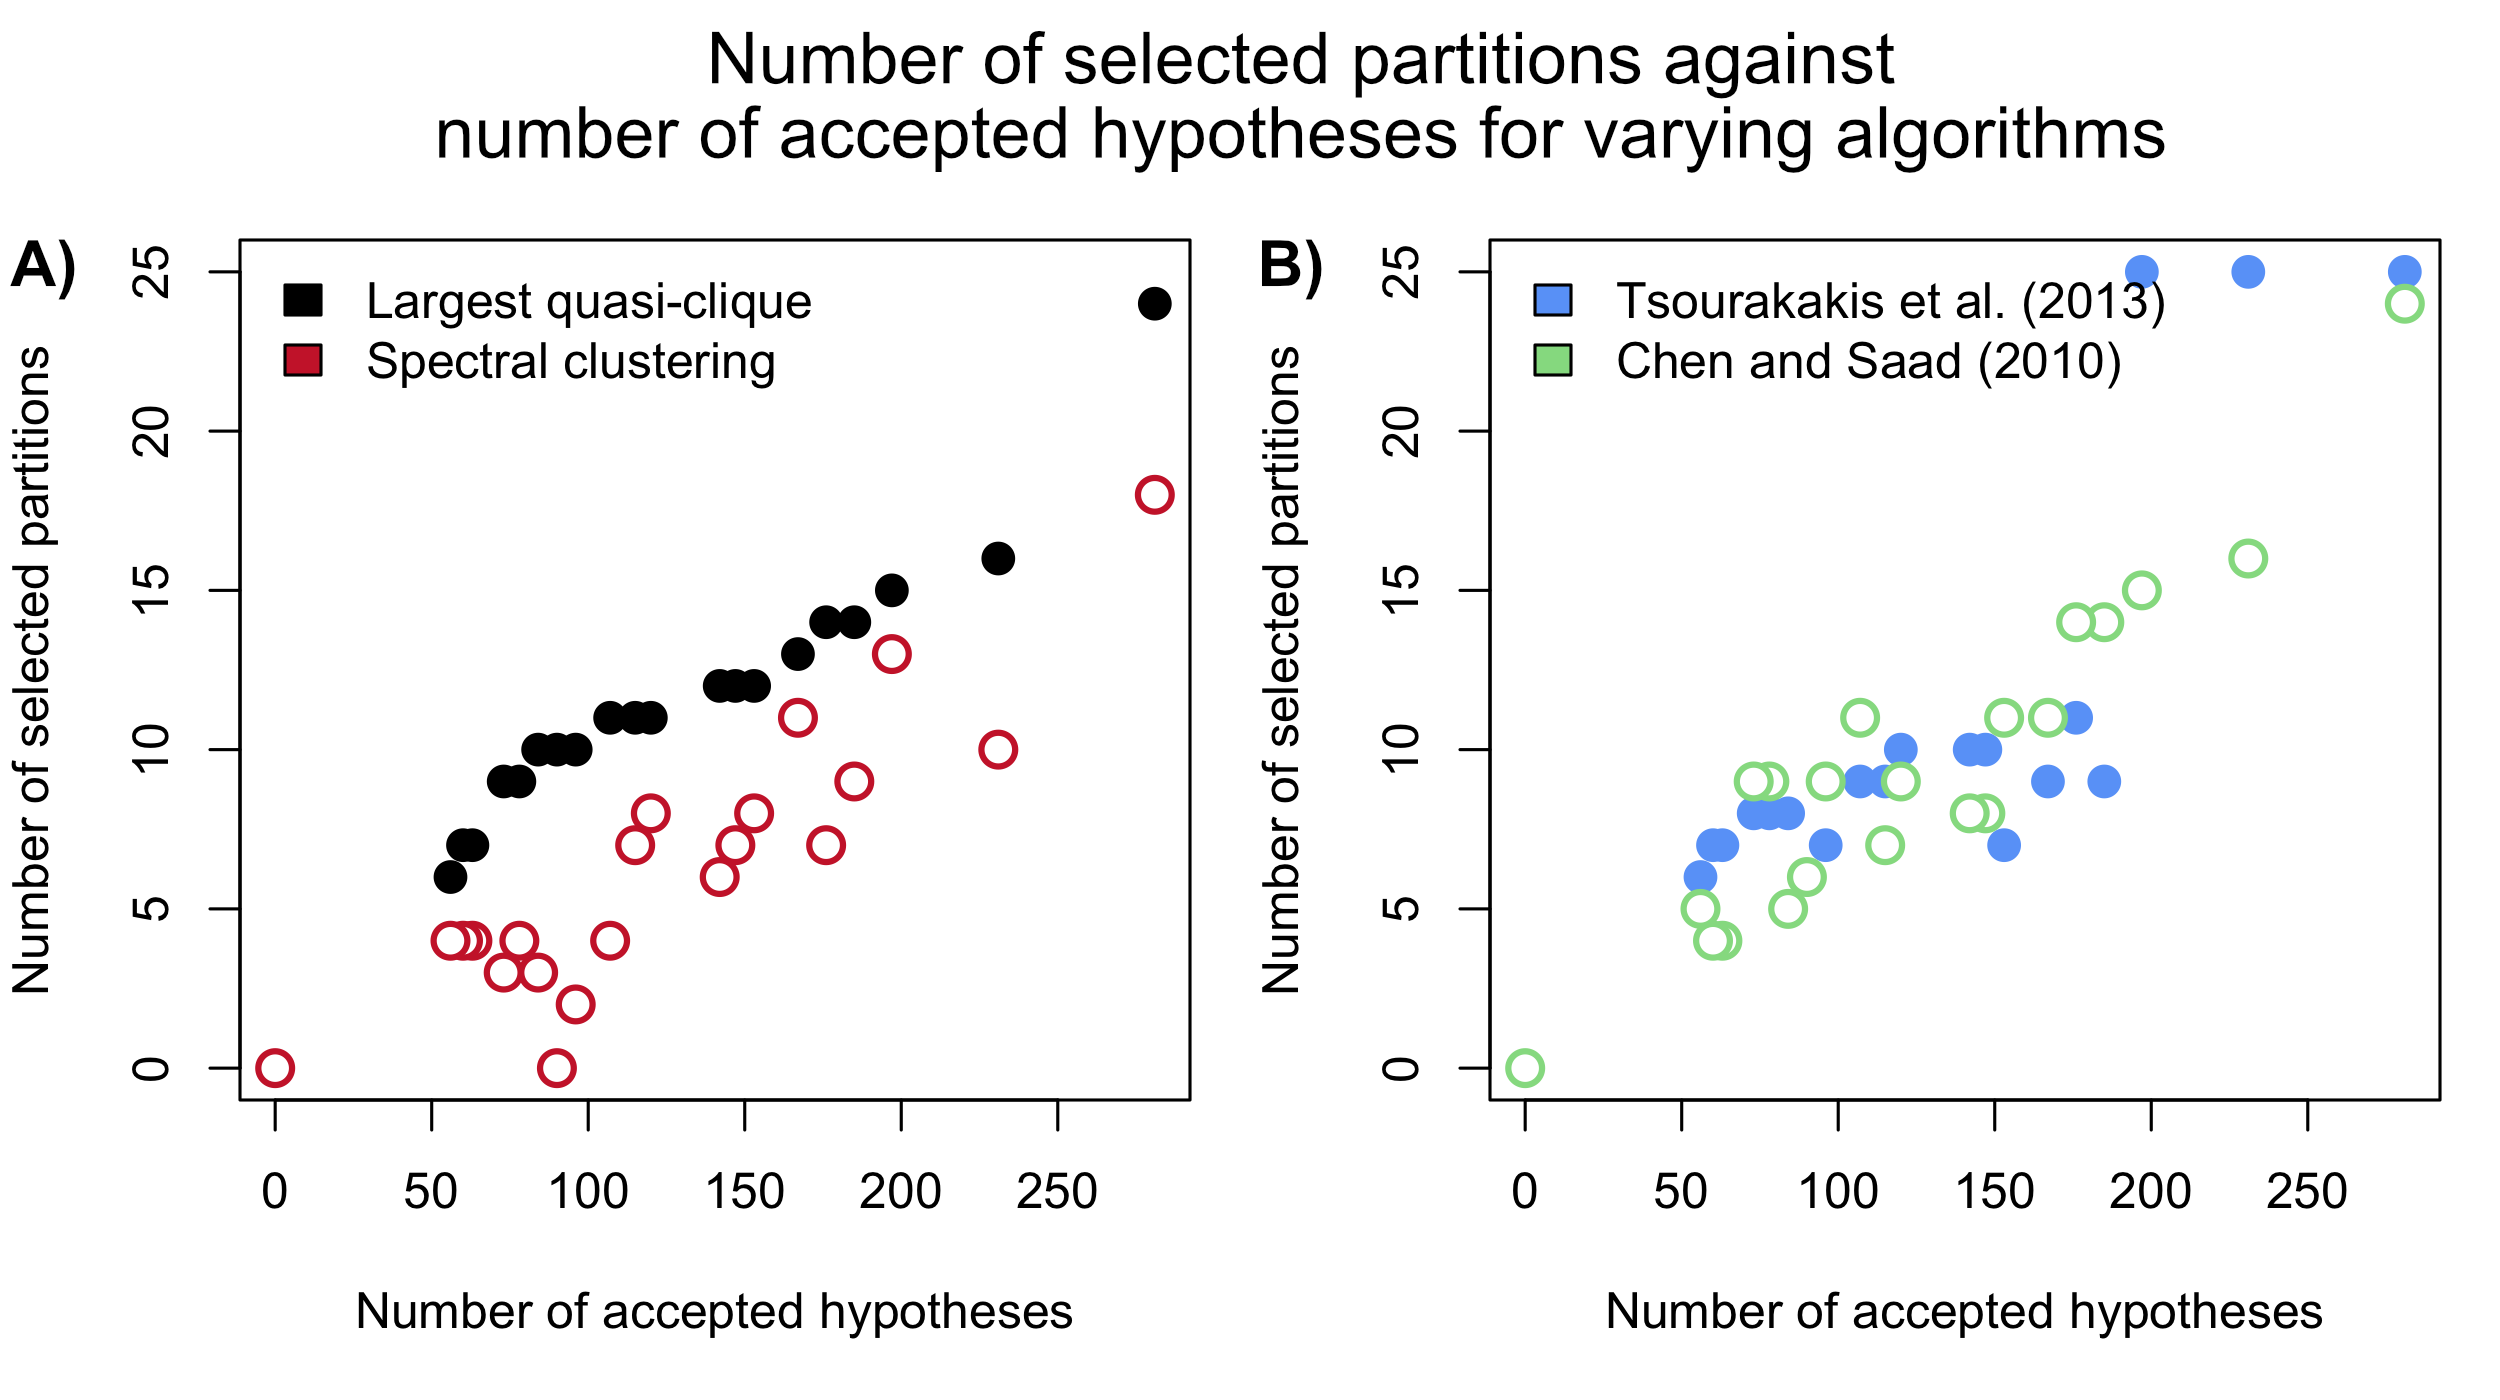 Number of selected partitions against
number of accepted hypotheses for varying algorithms
A)
Largest quasi-clique
Spectral clustering
Number of selected partitions
25
20
15
10
5
0
0 50 100 150 200 250
Number of accepted hypotheses
B)
Tsourakakis et al. (2013)
Chen and Saad (2010)
Number of selected partitions
25
20
15
10
5
0
0 50 100 150 200 250
Number of accepted hypotheses